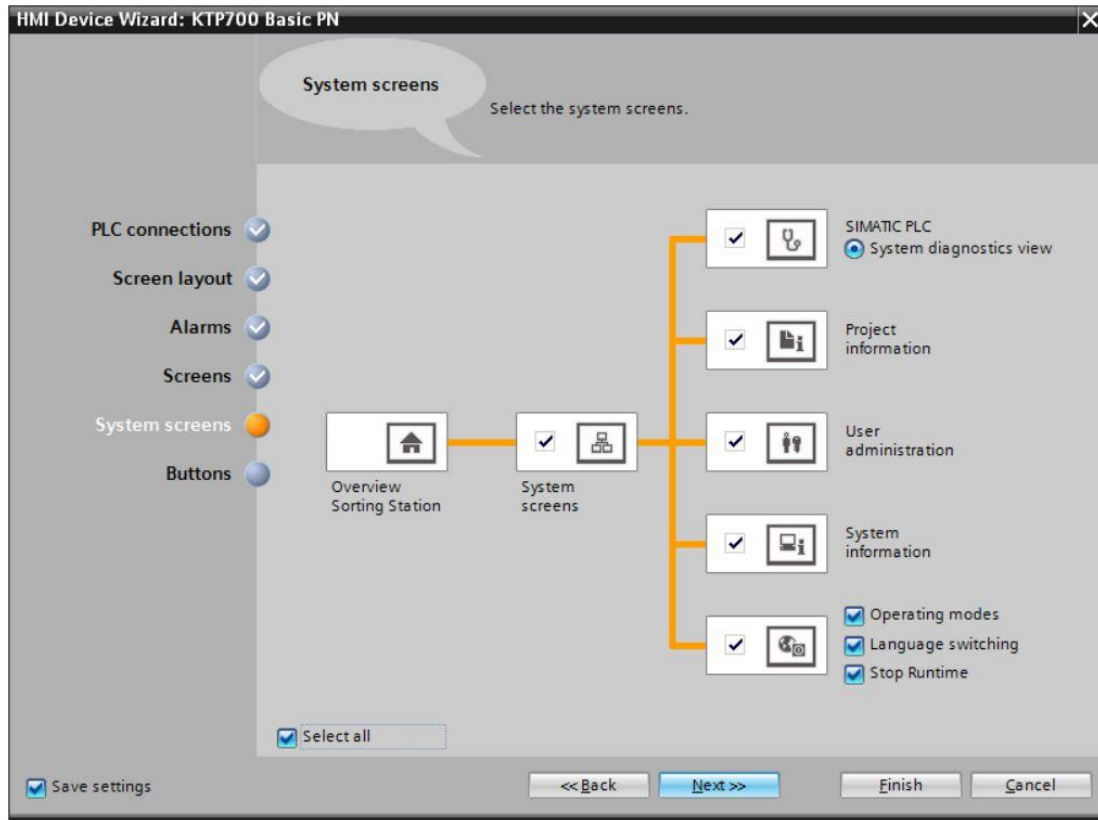 HMI Device Wizard: KTP700 Basic PN
System screens
Select the system screens.
PLC connections
Screen layout
Alarms
Screens
System screens
Buttons
Overview
Sorting Station
System
screens
SIMATIC PLC
System diagnostics view
Project
information
User
administration
System
information
Operating modes
Language switching
Stop Runtime
Select all
Save settings
<< Back
Next >>
Finish
Cancel